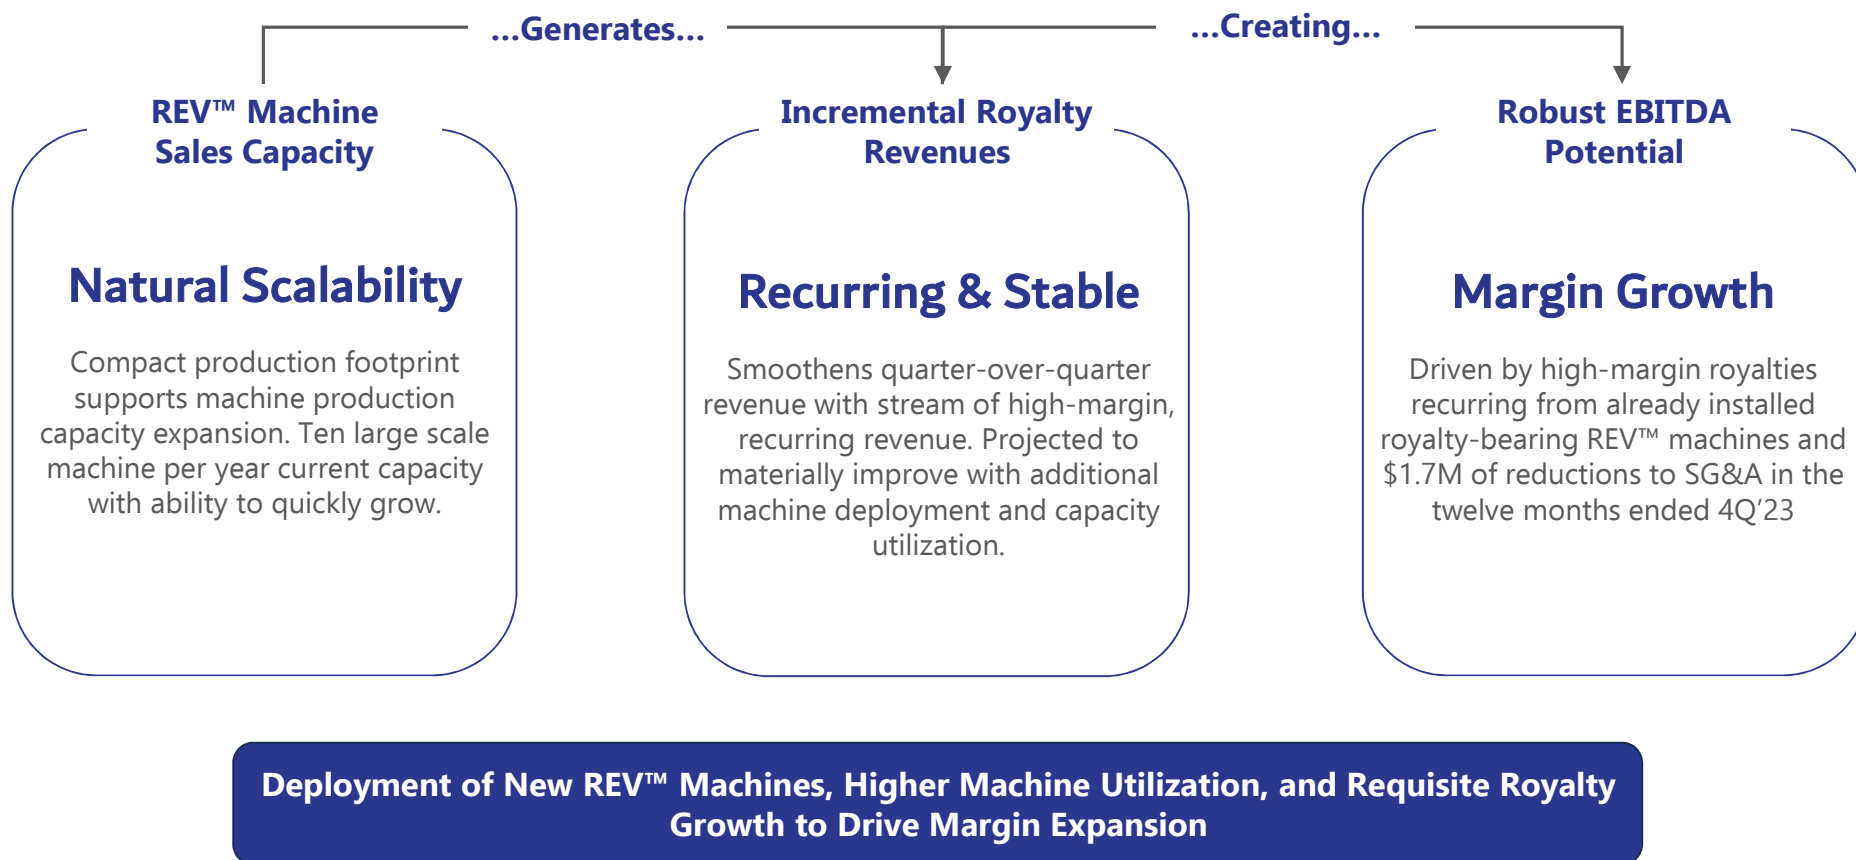 ...Generates...
...Creating...
REV™ Machine
Sales Capacity
Natural Scalability
Compact production footprint
supports machine production
capacity expansion. Ten large scale
machine per year current capacity
with ability to quickly grow.
Incremental Royalty
Revenues
Recurring & Stable
Smoothens quarter-over-quarter
revenue with stream of high-margin,
recurring revenue. Projected to
materially improve with additional
machine deployment and capacity
utilization.
Robust EBITDA
Potential
Margin Growth
Driven by high-margin royalties
recurring from already installed
royalty-bearing REV™ machines and
$1.7M of reductions to SG&A in the
twelve months ended 4Q’23
Deployment of New REV™ Machines, Higher Machine Utilization, and Requisite Royalty
Growth to Drive Margin Expansion